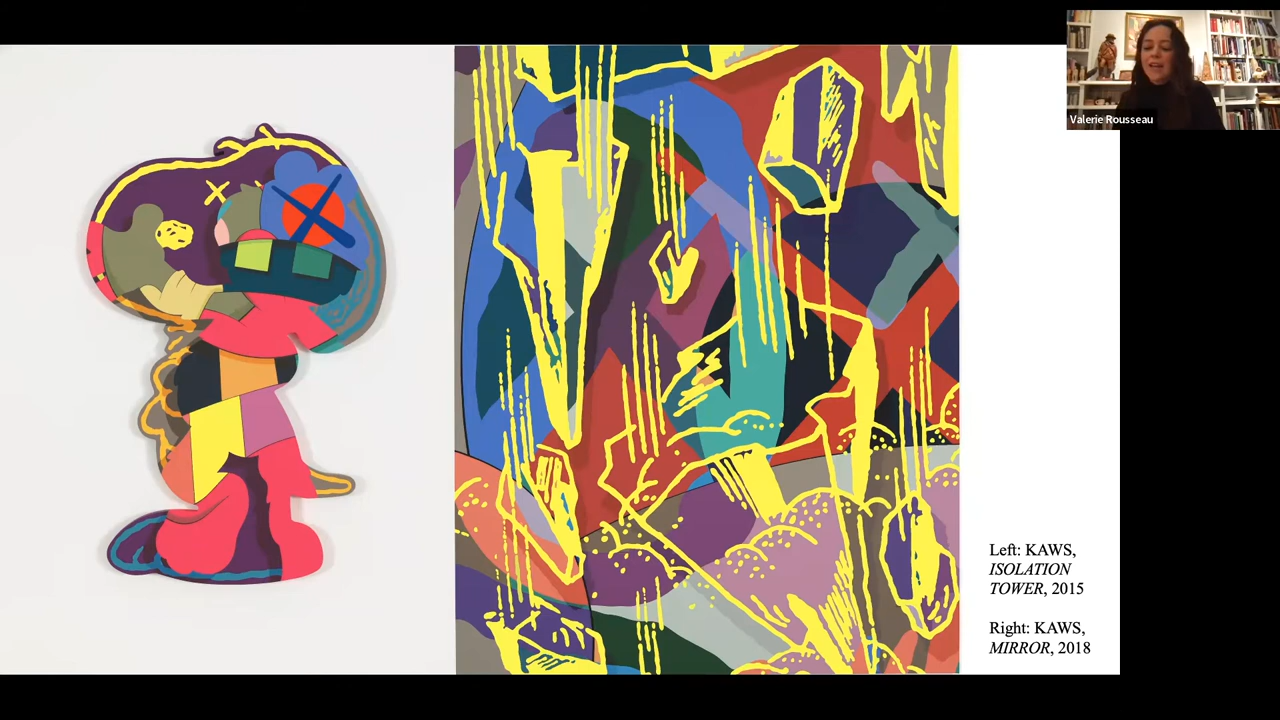 Valerie Rousseau
Left: KAWS,
ISOLATION
TOWER, 2015
Right: KAWS,
MIRROR, 2018